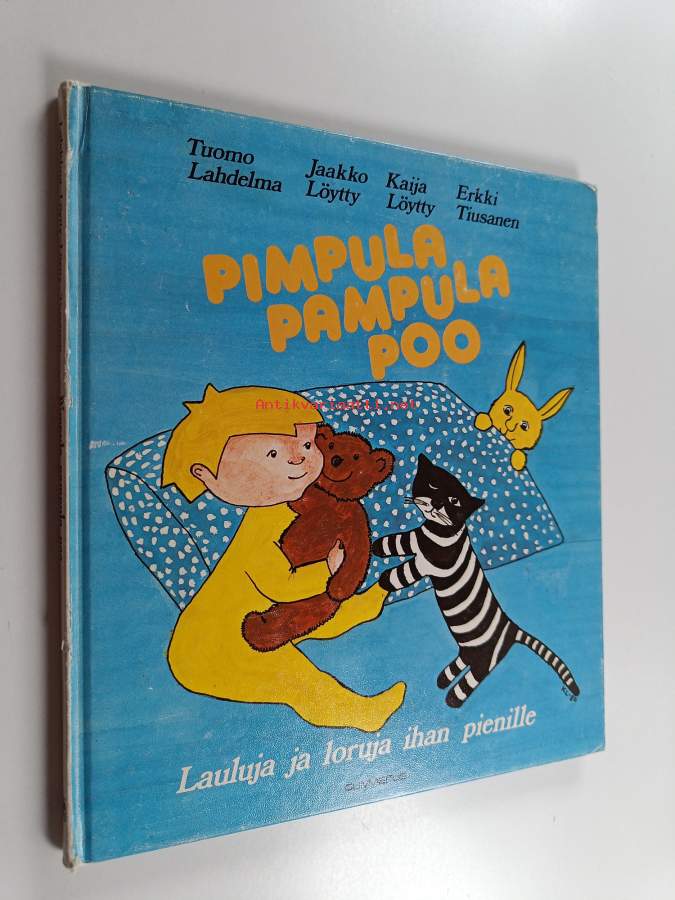 Tuomo
Lahdelma
Jaakko
Löytty
Kaija
Löytty
Erkki
Tiusanen
PIMPULA
PAMPULA
POO
Antikvariaatti.net
Lauluja ja loruja ihan pienille